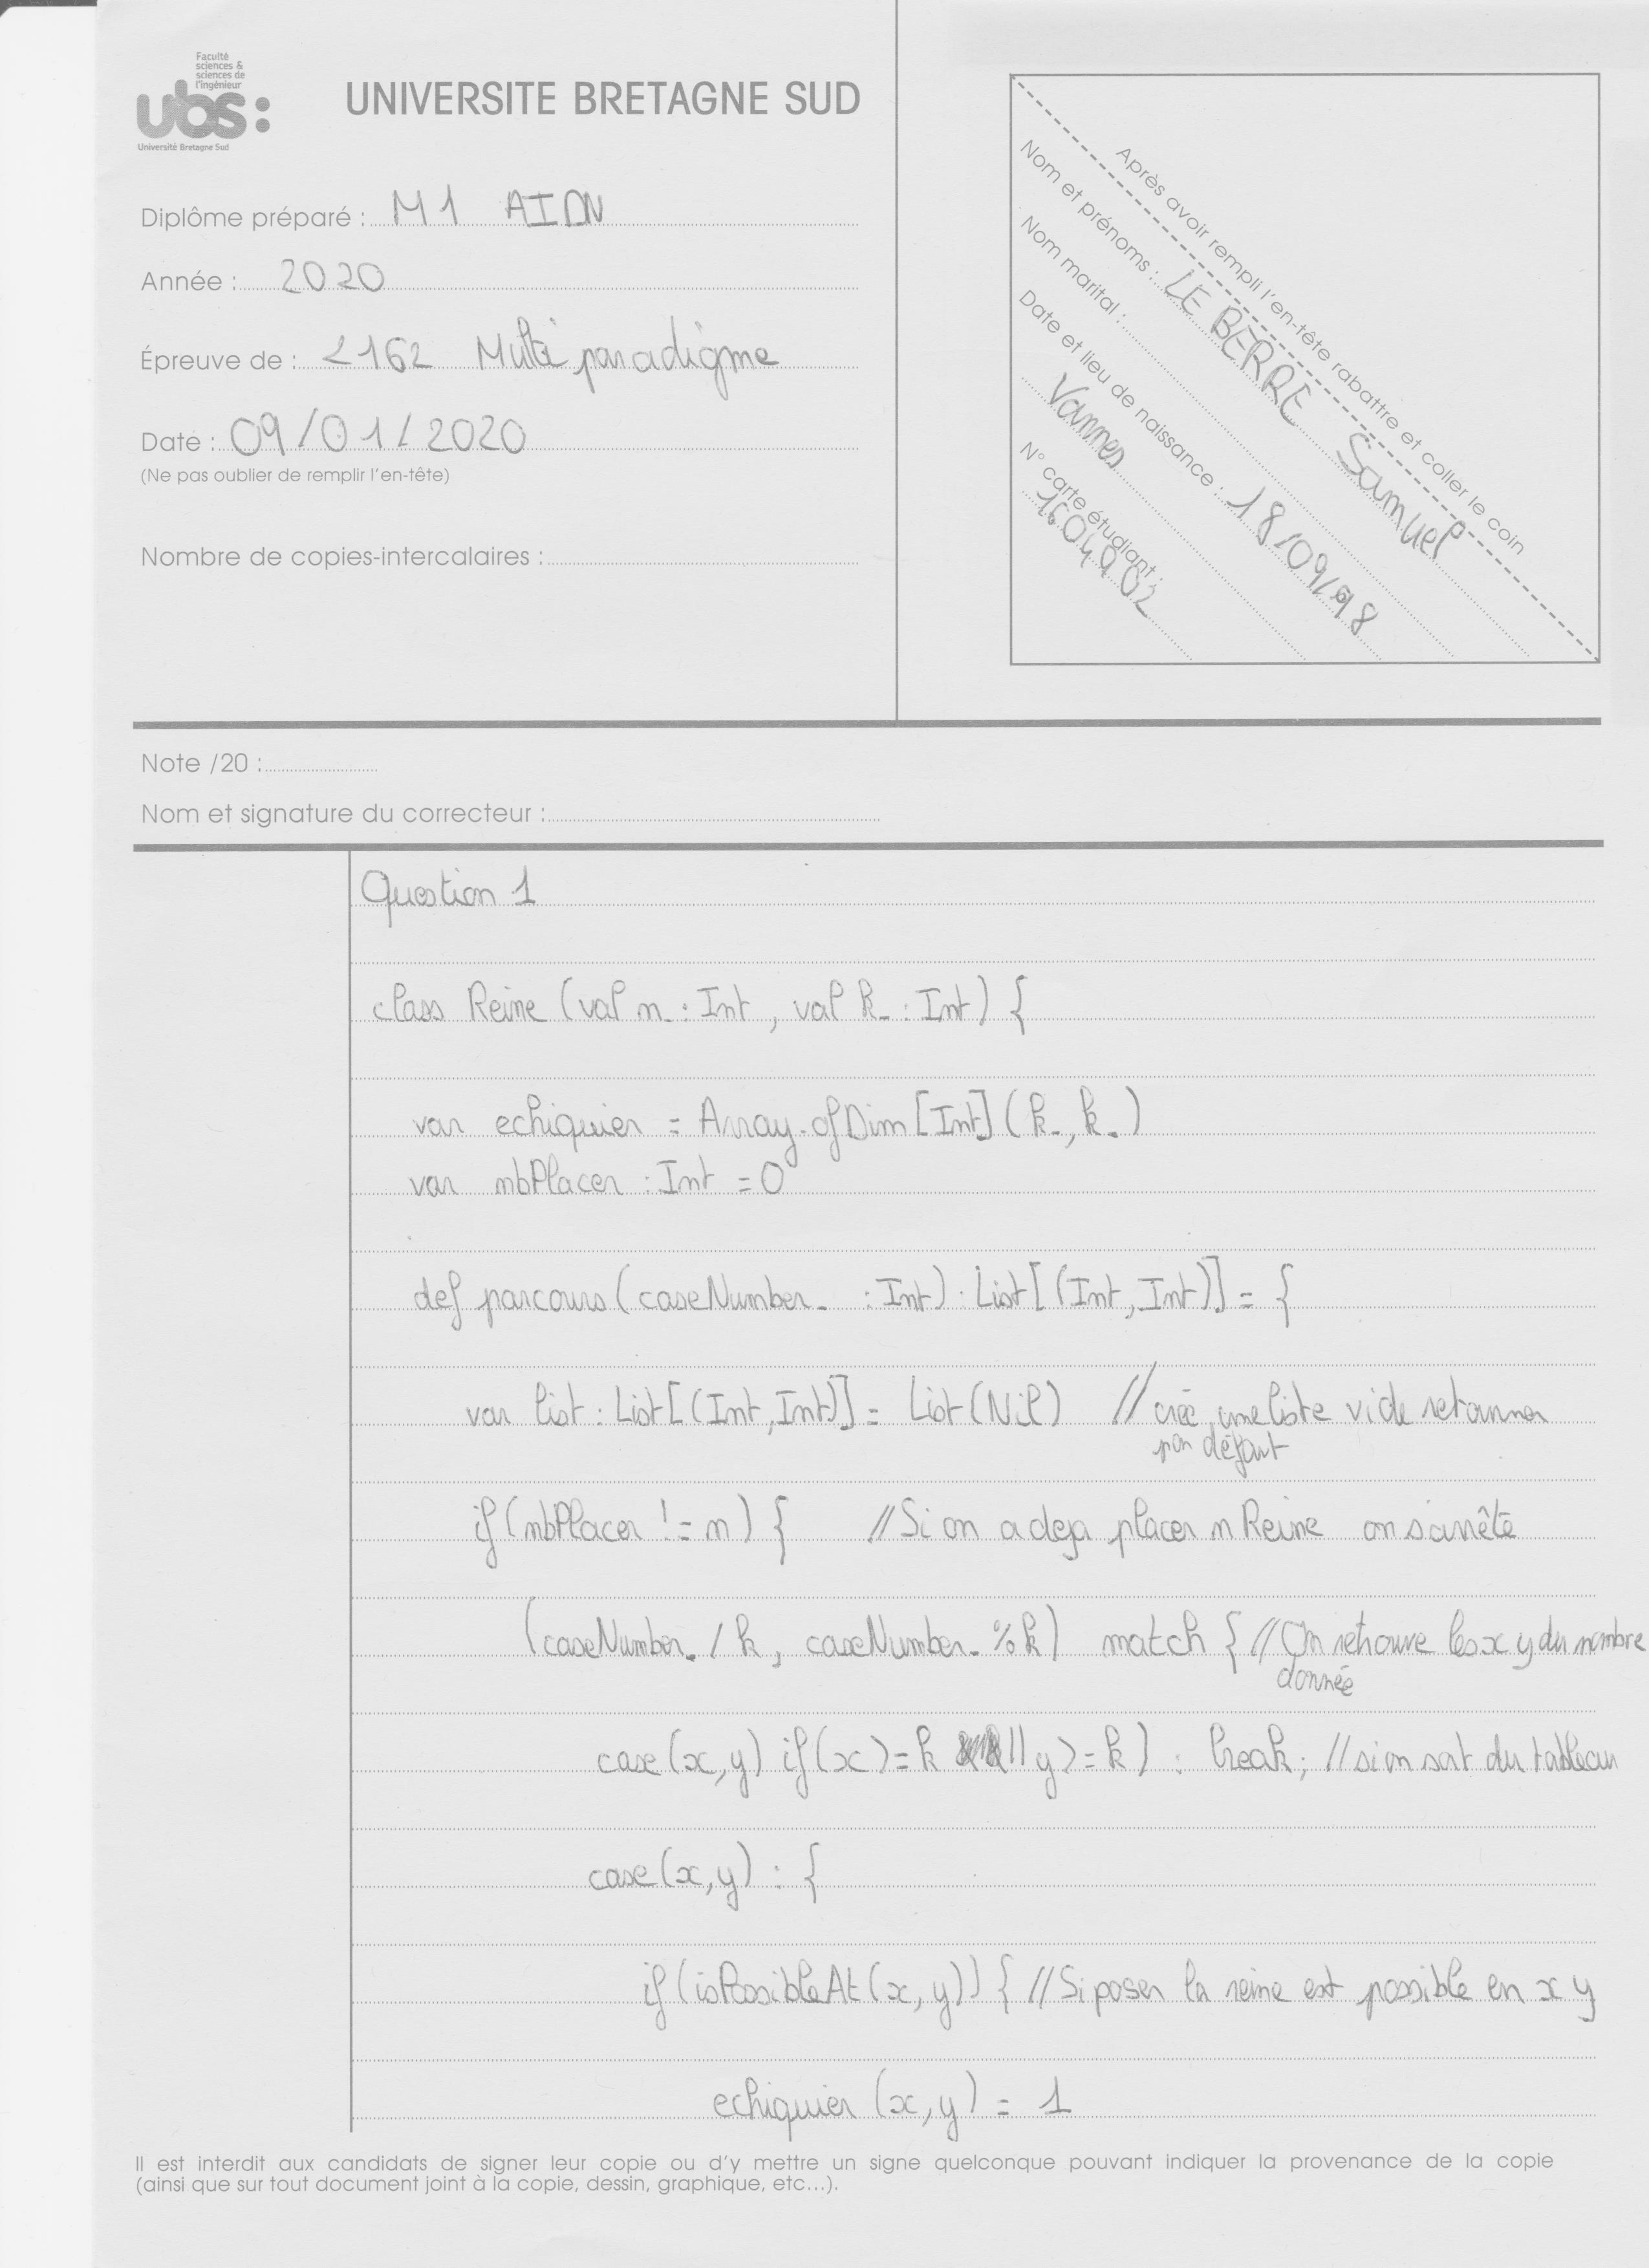 Faculté
sciences &
sciences de
l'ingénieur
ubs:
Université Bretagne Sud
UNIVERSITE BRETAGNE SUD
Diplôme préparé : M1 AIDN
Année : 2020
Épreuve de : 2162 Multi paradigme
Date : 09/01/2020
(Ne pas oublier de remplir l'en-tête)
Nombre de copies-intercalaires :
Après avoir rempli l'en-tête rabattre et coller le coin
Nom et prénoms : LE BERRE Samuel
Nom marital :
Date et lieu de naissance : 18/09/98
Vannes
N° carte étudiant :
Note /20 :
Nom et signature du correcteur :
Question 1
class Reine (val n_ : Int , val k_ : Int) {
var echiquier = Array.ofDim[Int](k_, k_)
var nbPlacer : Int = 0
def parcours (caseNumber_ : Int) : List[(Int, Int)] = {
var list : List[(Int, Int)] = List(Nil) // crée une liste vide retourner
par défaut
if (nbPlacer != n) { // Si on a deja placer n Reine on s'arrête
(caseNumber_ / k, caseNumber_ % k) match { // On retrouve les x y du nombre
donnée
case (x,y) if (x >= k || y >= k) : break; // si on sort du tableau
case (x,y) : {
if (isPossibleAt (x, y)) { // Si poser la reine est possible en x y
echiquier (x,y) = 1
Il est interdit aux candidats de signer leur copie ou d'y mettre un signe quelconque pouvant indiquer la provenance de la copie
(ainsi que sur tout document joint à la copie, dessin, graphique, etc...).